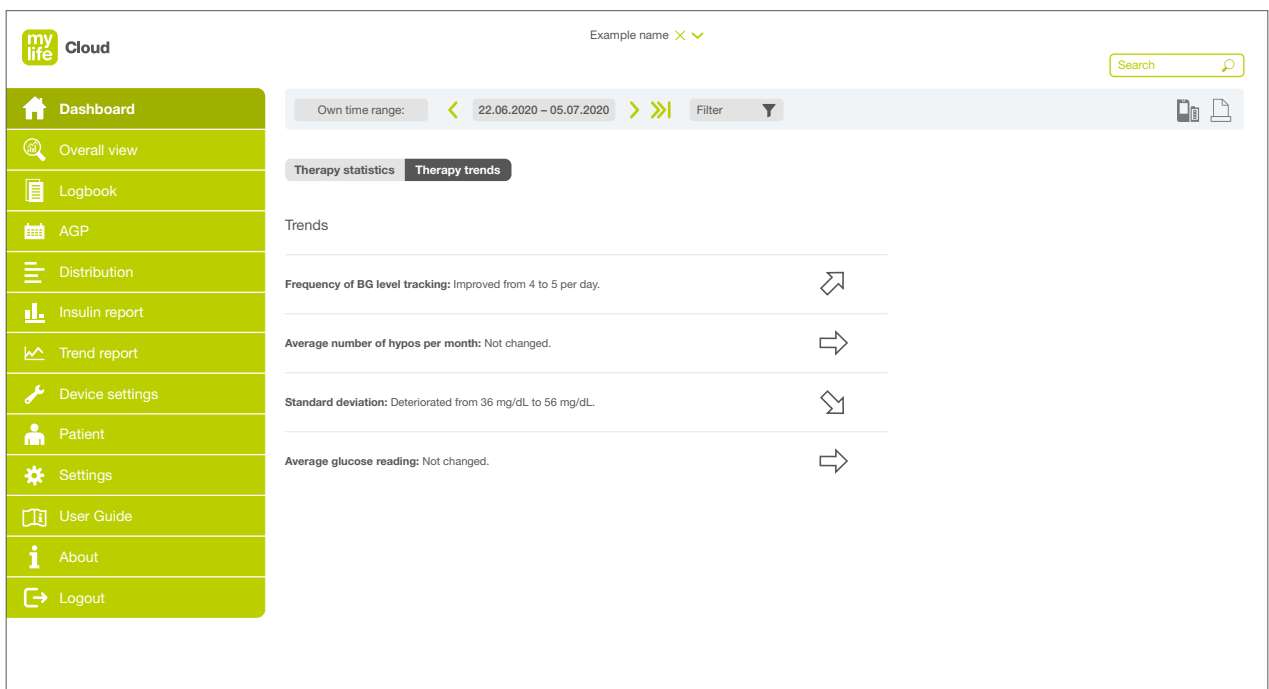 my
life
Cloud
Example name
Search
Dashboard
Overall view
Logbook
AGP
Distribution
Insulin report
Trend report
Device settings
Patient
Settings
User Guide
About
Logout
Own time range:
22.06.2020 – 05.07.2020
Filter
Therapy statistics
Therapy trends
Trends
Frequency of BG level tracking: Improved from 4 to 5 per day.
Average number of hypos per month: Not changed.
Standard deviation: Deteriorated from 36 mg/dL to 56 mg/dL.
Average glucose reading: Not changed.